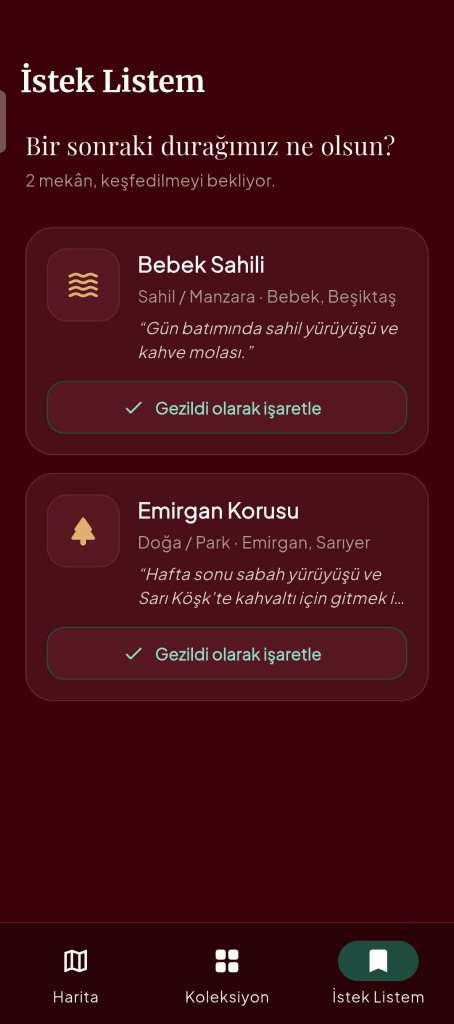 İstek Listem
Bir sonraki durağımız ne olsun?
2 mekân, keşfedilmeyi bekliyor.
Bebek Sahili
Sahil / Manzara · Bebek, Beşiktaş
“Gün batımında sahil yürüyüşü ve
kahve molası.”
Gezildi olarak işaretle
Emirgan Korusu
Doğa / Park · Emirgan, Sarıyer
“Hafta sonu sabah yürüyüşü ve
Sarı Köşk'te kahvaltı için gitmek i…
Gezildi olarak işaretle
Harita
Koleksiyon
İstek Listem